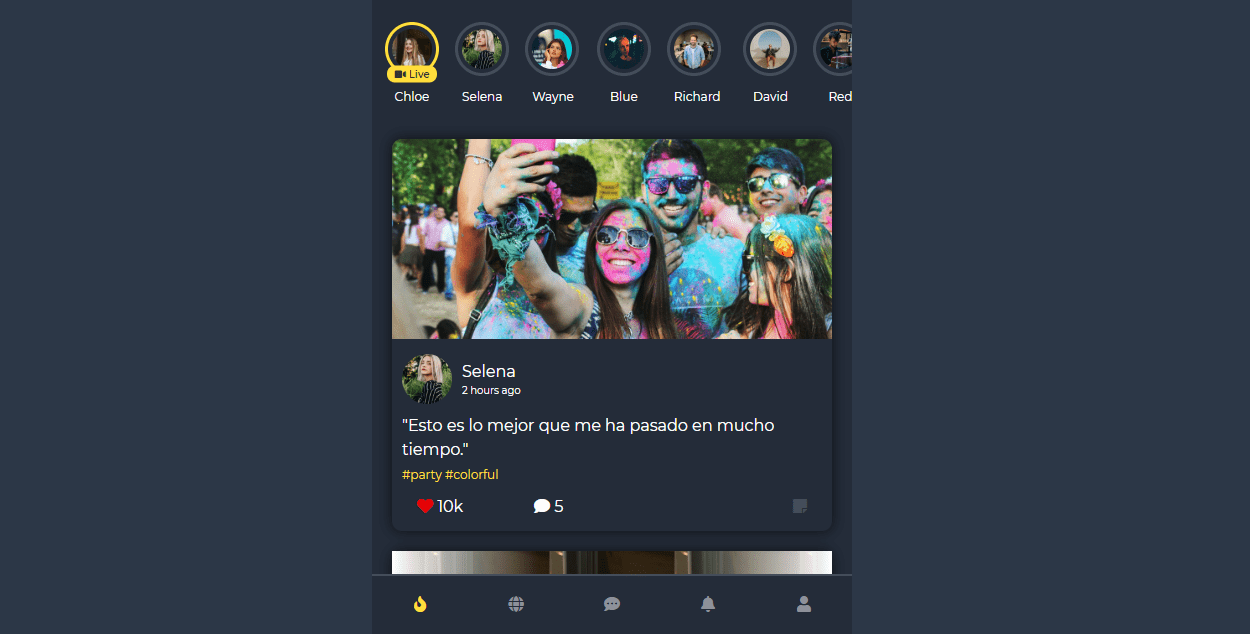 Live
Chloe Selena Wayne Blue Richard David Red
Selena
2 hours ago
"Esto es lo mejor que me ha pasado en mucho
tiempo."
#party #colorful
10k 5